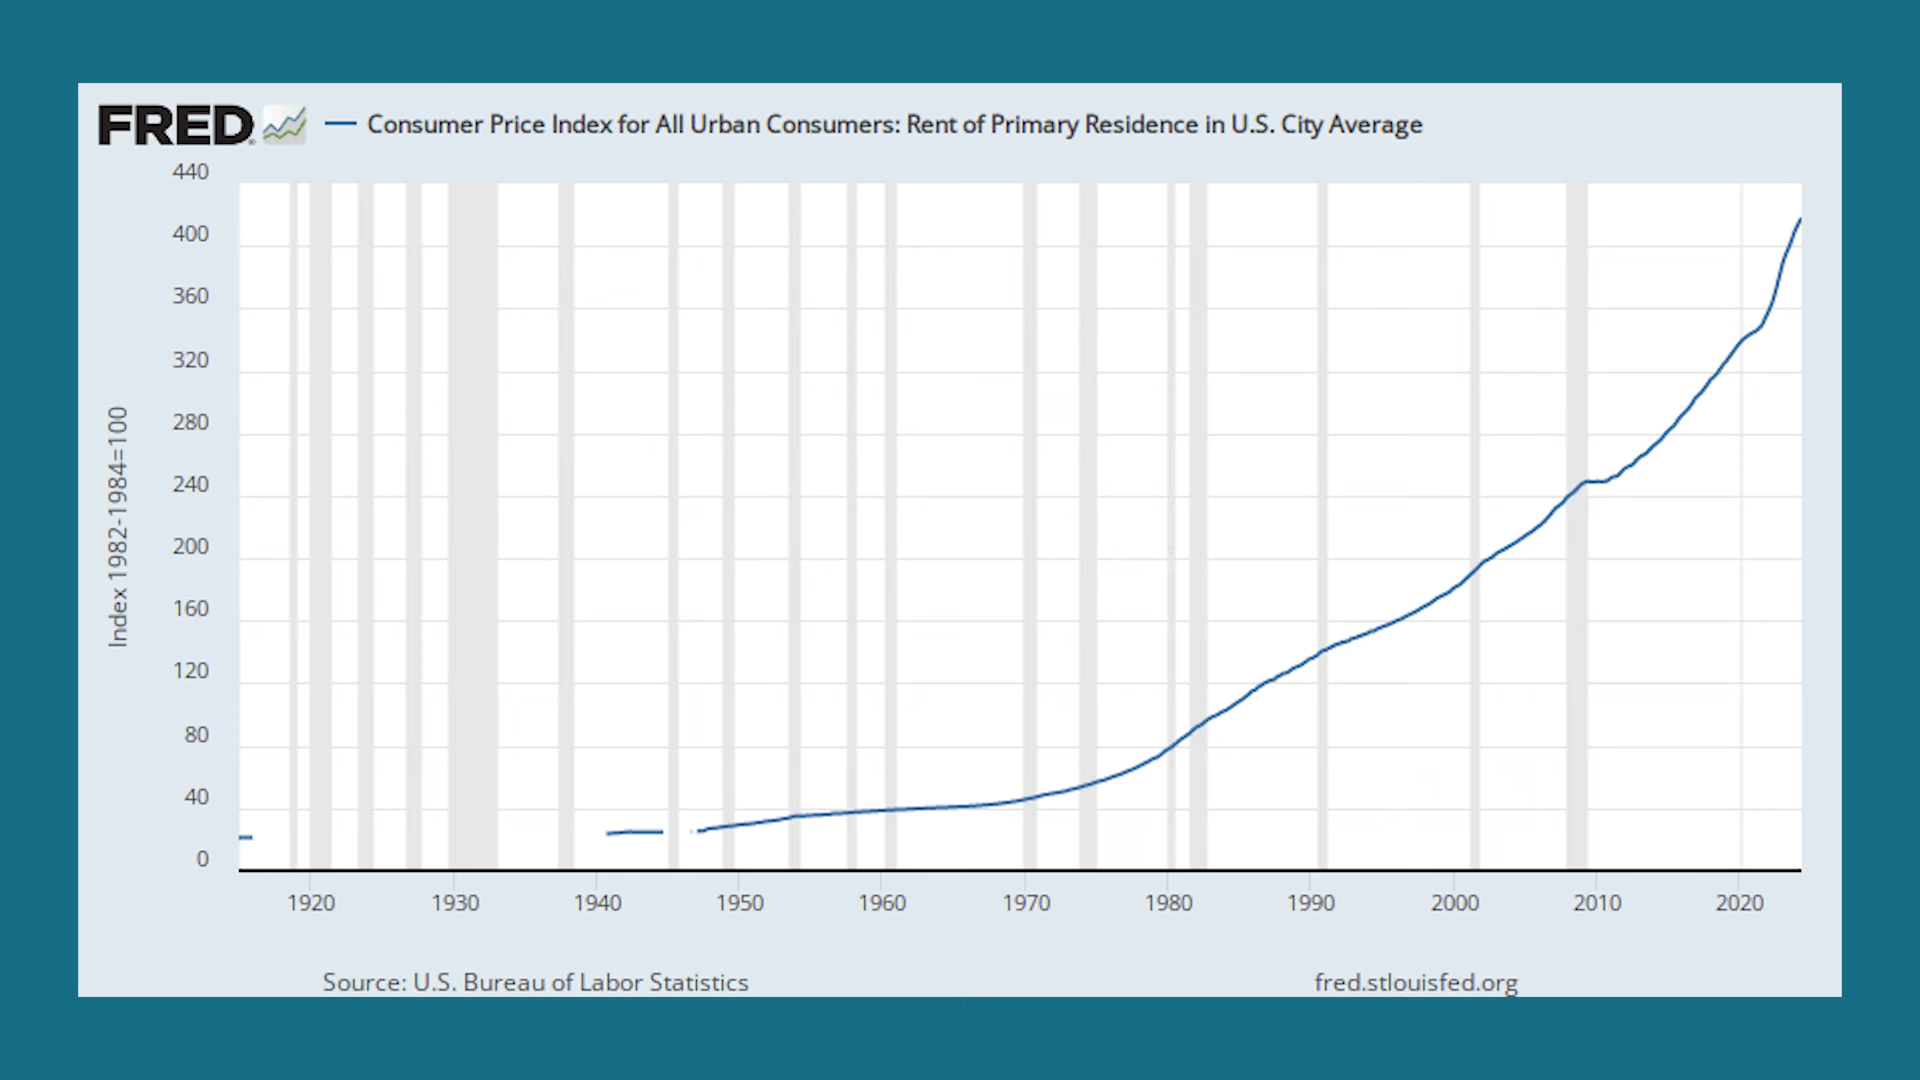 FRED
Consumer Price Index for All Urban Consumers: Rent of Primary Residence in U.S. City Average
440
400
360
320
280
240
200
160
120
80
40
0
Index 1982-1984=100
1920 1930 1940 1950 1960 1970 1980 1990 2000 2010 2020
Source: U.S. Bureau of Labor Statistics
fred.stlouisfed.org